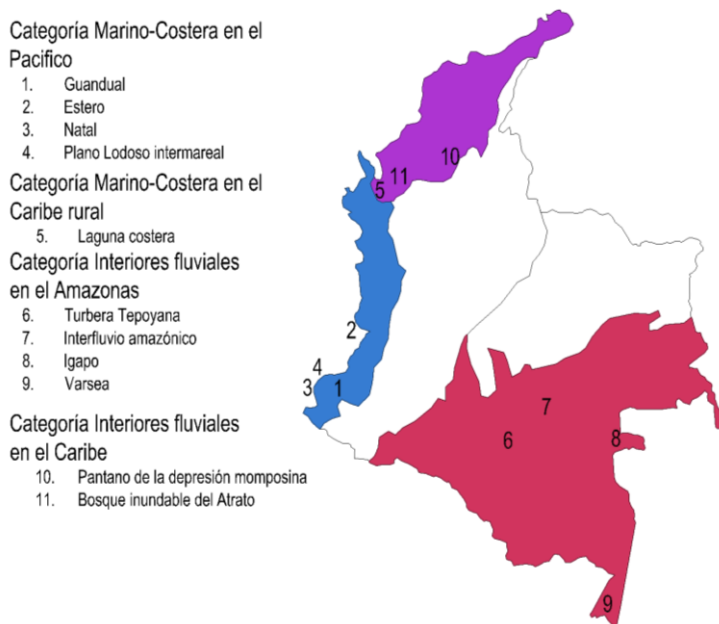 Categoría Marino-Costera en el
Pacifico
1. Guandual
2. Estero
3. Natal
4. Plano Lodoso intermareal
Categoría Marino-Costera en el
Caribe rural
5. Laguna costera
Categoría Interiores fluviales
en el Amazonas
6. Turbera Tepoyana
7. Interfluvio amazónico
8. Igapo
9. Varsea
Categoría Interiores fluviales
en el Caribe
10. Pantano de la depresión momposina
11. Bosque inundable del Atrato
10
11
5
2
4
3
1
7
6
8
9